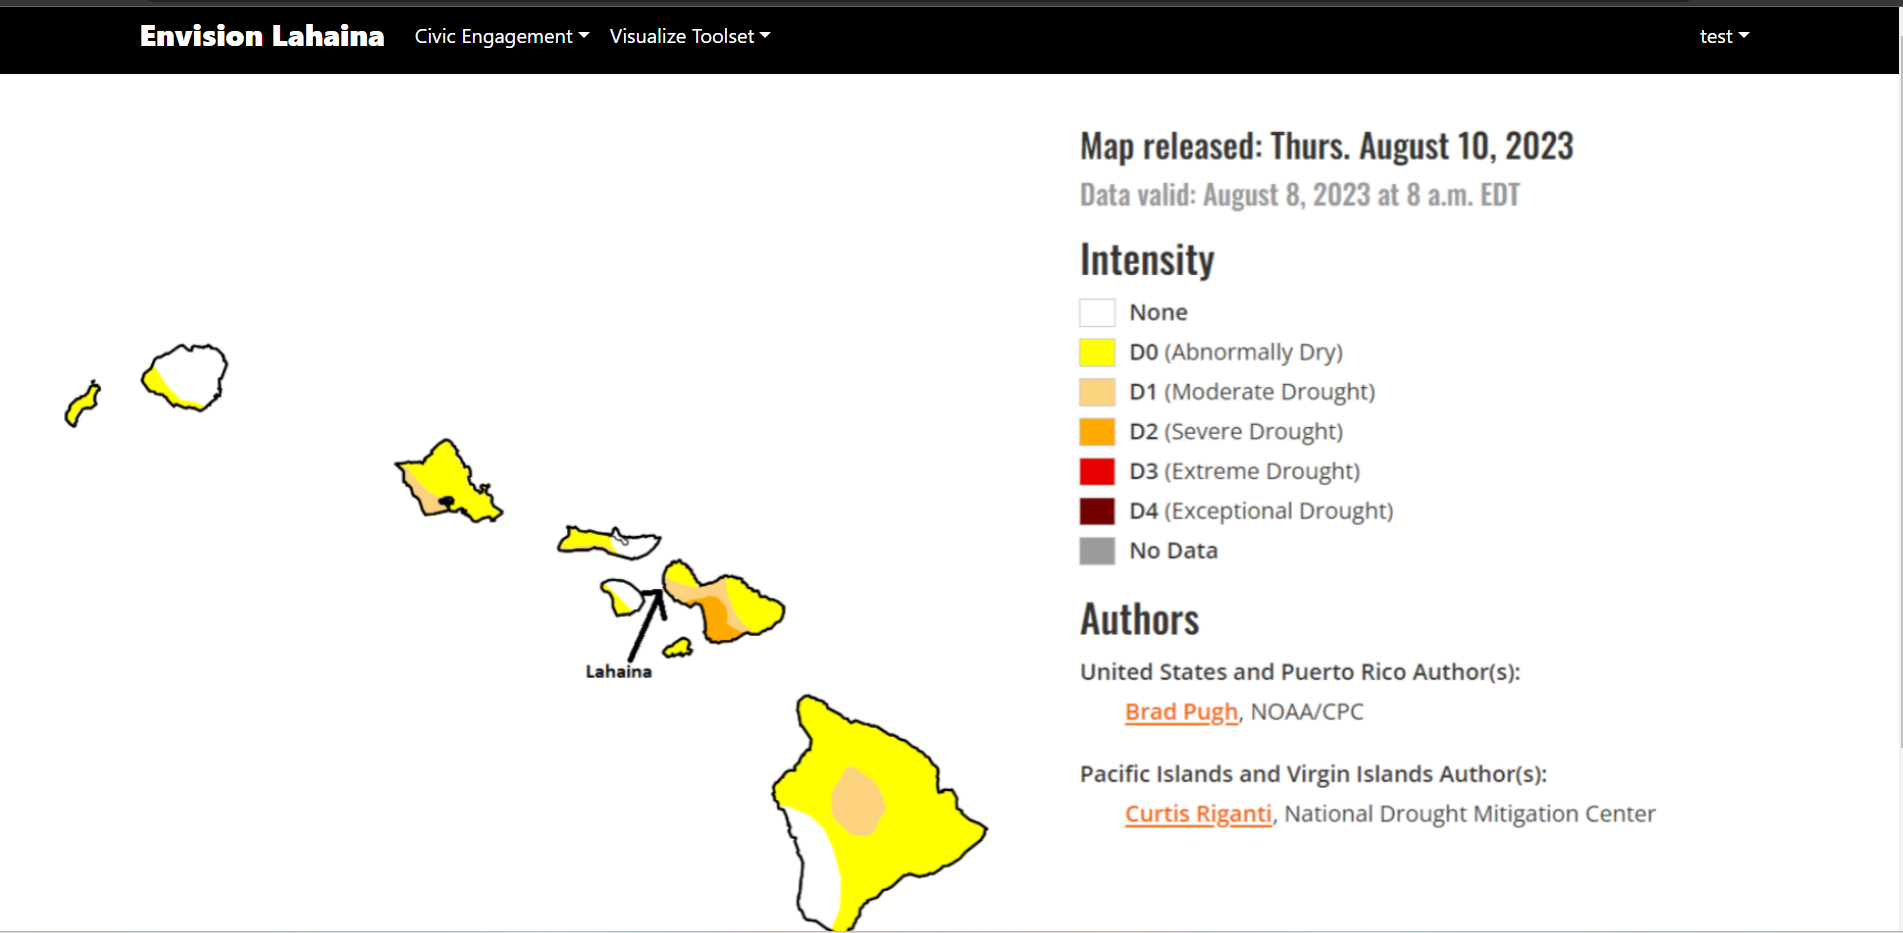 Envision Lahaina Civic Engagement Visualize Toolset test
Map released: Thurs. August 10, 2023
Data valid: August 8, 2023 at 8 a.m. EDT
Intensity
None
D0 (Abnormally Dry)
D1 (Moderate Drought)
D2 (Severe Drought)
D3 (Extreme Drought)
D4 (Exceptional Drought)
No Data
Lahaina
Authors
United States and Puerto Rico Author(s):
Brad Pugh, NOAA/CPC
Pacific Islands and Virgin Islands Author(s):
Curtis Riganti, National Drought Mitigation Center